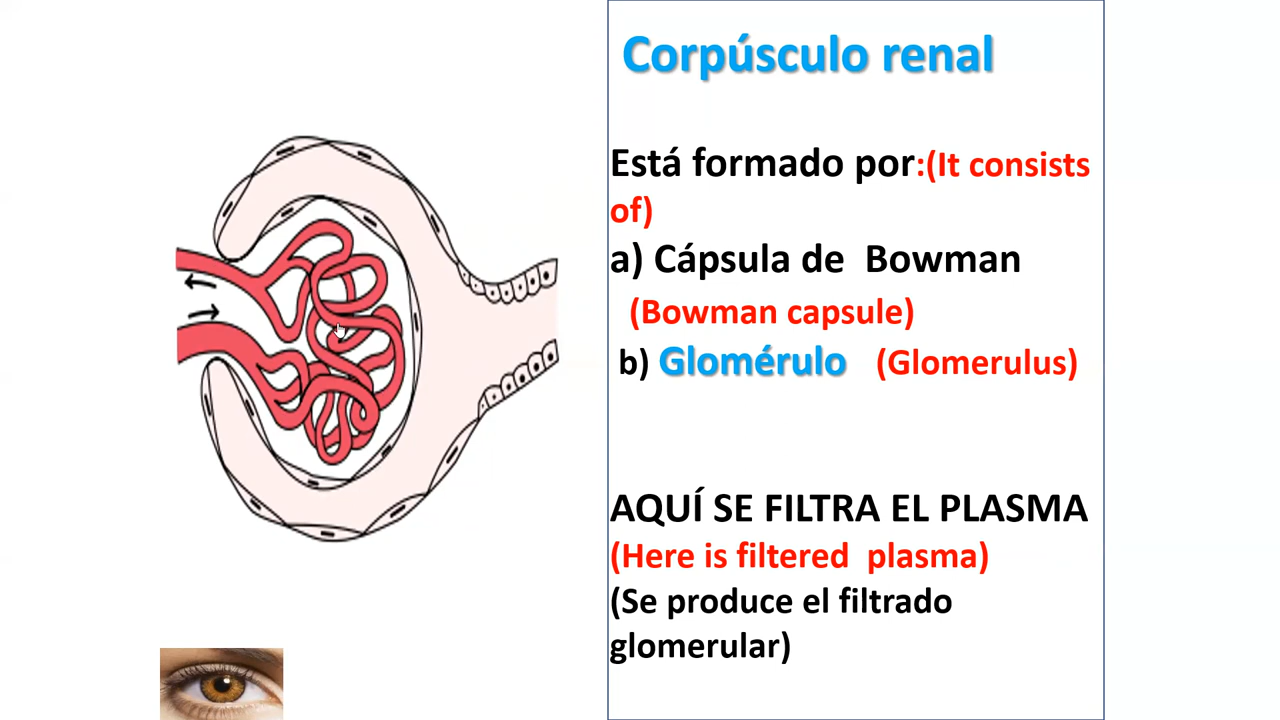 Corpúsculo renal
Está formado por:(It consists
of)
a) Cápsula de Bowman
(Bowman capsule)
b) Glomérulo (Glomerulus)
AQUÍ SE FILTRA EL PLASMA
(Here is filtered plasma)
(Se produce el filtrado
glomerular)